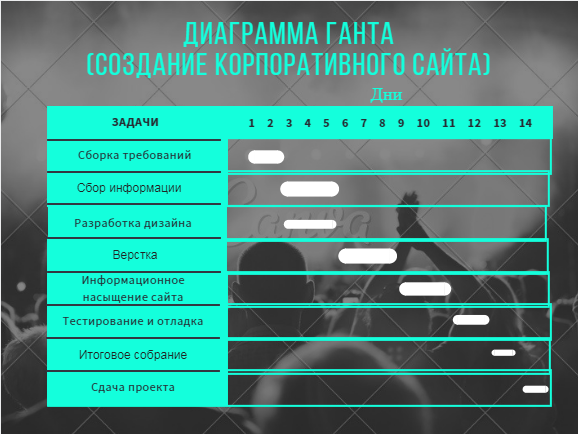 ДИАГРАММА ГАНТА
(СОЗДАНИЕ КОРПОРАТИВНОГО САЙТА)
Дни
ЗАДАЧИ 1 2 3 4 5 6 7 8 9 10 11 12 13 14
Сборка требований
Сбор информации
Разработка дизайна
Верстка
Информационное
насыщение сайта
Тестирование и отладка
Итоговое собрание
Сдача проекта